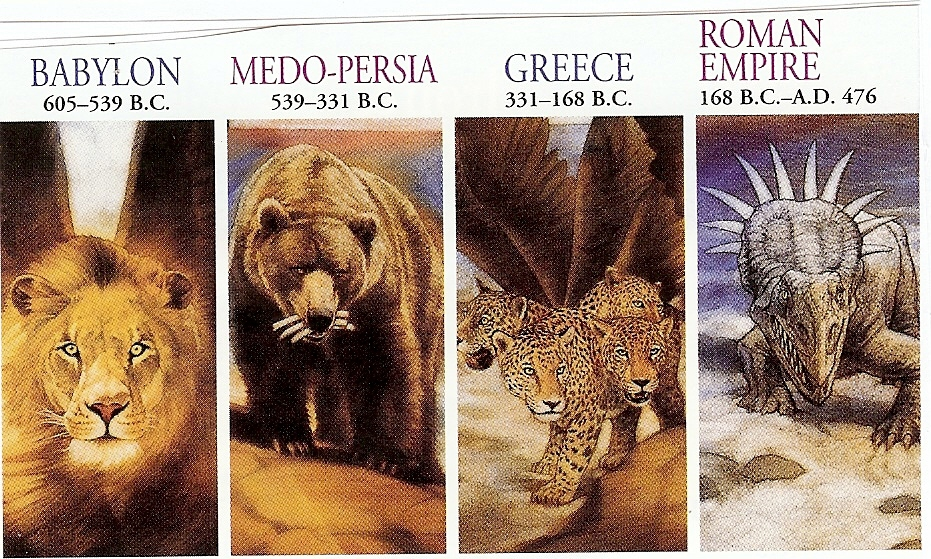 BABYLON
605–539 B.C.
MEDO-PERSIA
539–331 B.C.
GREECE
331–168 B.C.
ROMAN
EMPIRE
168 B.C.–A.D. 476